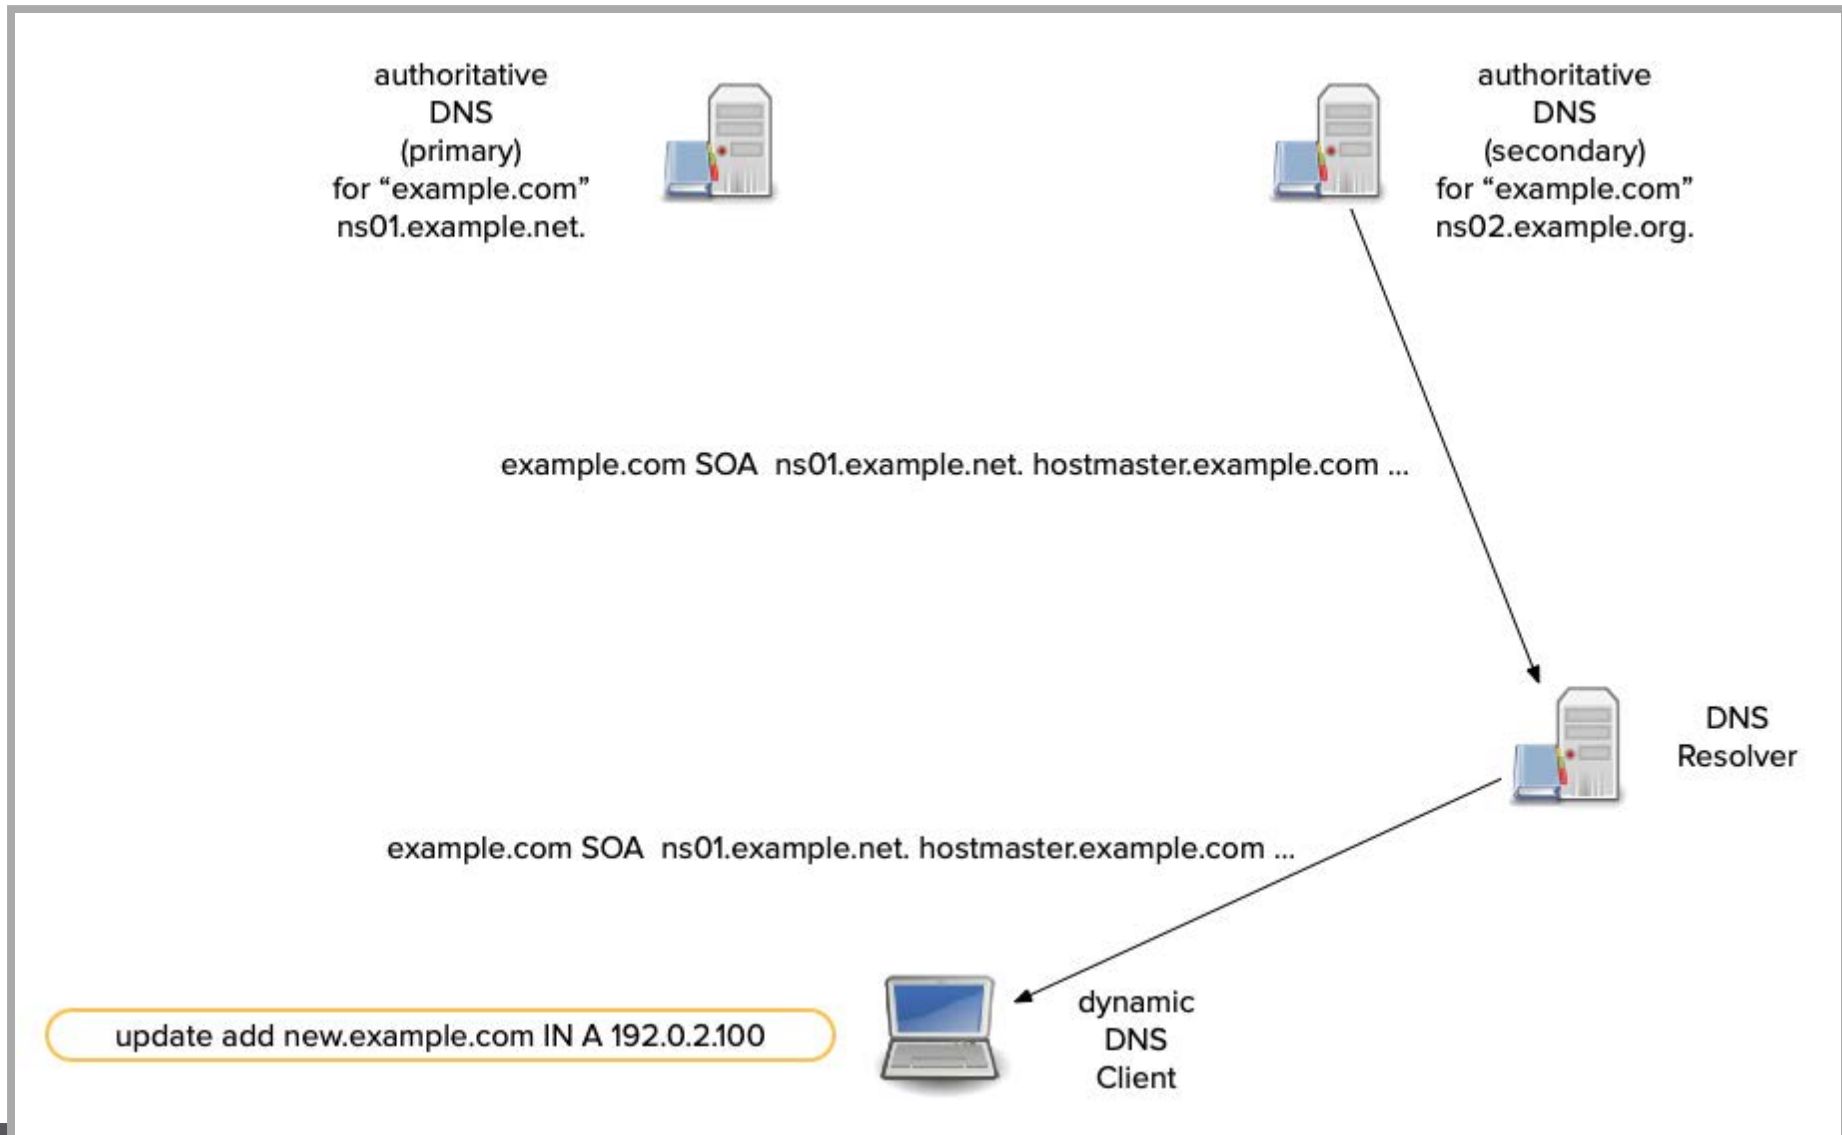 authoritative
DNS
(primary)
for “example.com”
ns01.example.net.
authoritative
DNS
(secondary)
for “example.com”
ns02.example.org.
example.com SOA  ns01.example.net. hostmaster.example.com ...
DNS
Resolver
example.com SOA  ns01.example.net. hostmaster.example.com ...
update add new.example.com IN A 192.0.2.100
dynamic
DNS
Client